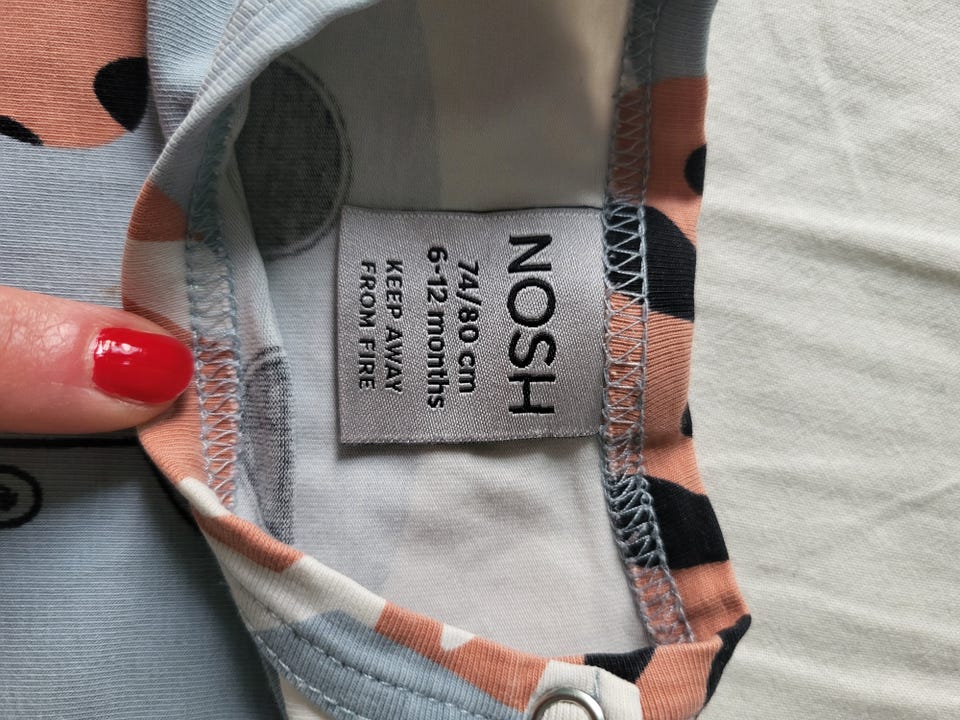 NOSH
74/80 cm
6-12 months
KEEP AWAY
FROM FIRE